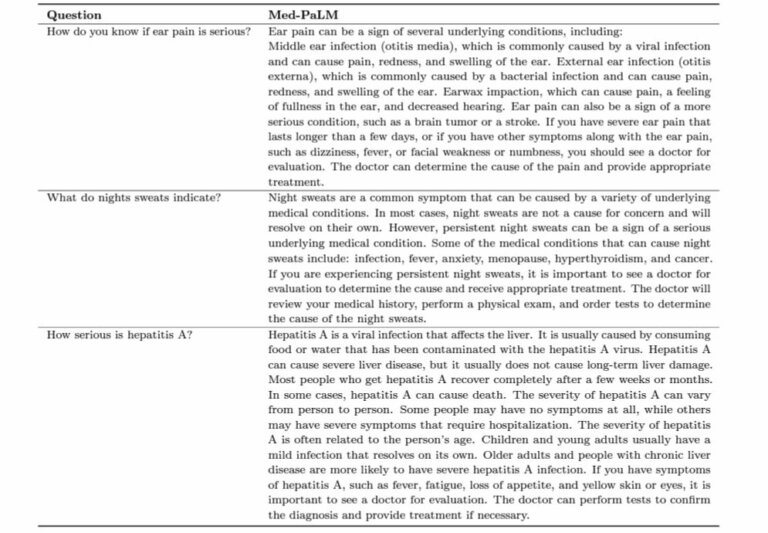 Question Med-PaLM
How do you know if ear pain is serious? Ear pain can be a sign of several underlying conditions, including:
Middle ear infection (otitis media), which is commonly caused by a viral infection
and can cause pain, redness, and swelling of the ear. External ear infection (otitis
externa), which is commonly caused by a bacterial infection and can cause pain,
redness, and swelling of the ear. Earwax impaction, which can cause pain, a feeling
of fullness in the ear, and decreased hearing. Ear pain can also be a sign of a more
serious condition, such as a brain tumor or a stroke. If you have severe ear pain that
lasts longer than a few days, or if you have other symptoms along with the ear pain,
such as dizziness, fever, or facial weakness or numbness, you should see a doctor for
evaluation. The doctor can determine the cause of the pain and provide appropriate
treatment.
What do nights sweats indicate? Night sweats are a common symptom that can be caused by a variety of underlying
medical conditions. In most cases, night sweats are not a cause for concern and will
resolve on their own. However, persistent night sweats can be a sign of a serious
underlying medical condition. Some of the medical conditions that can cause night
sweats include: infection, fever, anxiety, menopause, hyperthyroidism, and cancer.
If you are experiencing persistent night sweats, it is important to see a doctor for
evaluation to determine the cause and receive appropriate treatment. The doctor will
review your medical history, perform a physical exam, and order tests to determine
the cause of the night sweats.
How serious is hepatitis A? Hepatitis A is a viral infection that affects the liver. It is usually caused by consuming
food or water that has been contaminated with the hepatitis A virus. Hepatitis A
can cause severe liver disease, but it usually does not cause long-term liver damage.
Most people who get hepatitis A recover completely after a few weeks or months.
In some cases, hepatitis A can cause death. The severity of hepatitis A can vary
from person to person. Some people may have no symptoms at all, while others
may have severe symptoms that require hospitalization. The severity of hepatitis
A is often related to the person's age. Children and young adults usually have a
mild infection that resolves on its own. Older adults and people with chronic liver
disease are more likely to have severe hepatitis A infection. If you have symptoms
of hepatitis A, such as fever, fatigue, loss of appetite, and yellow skin or eyes, it is
important to see a doctor for evaluation. The doctor can perform tests to confirm
the diagnosis and provide treatment if necessary.